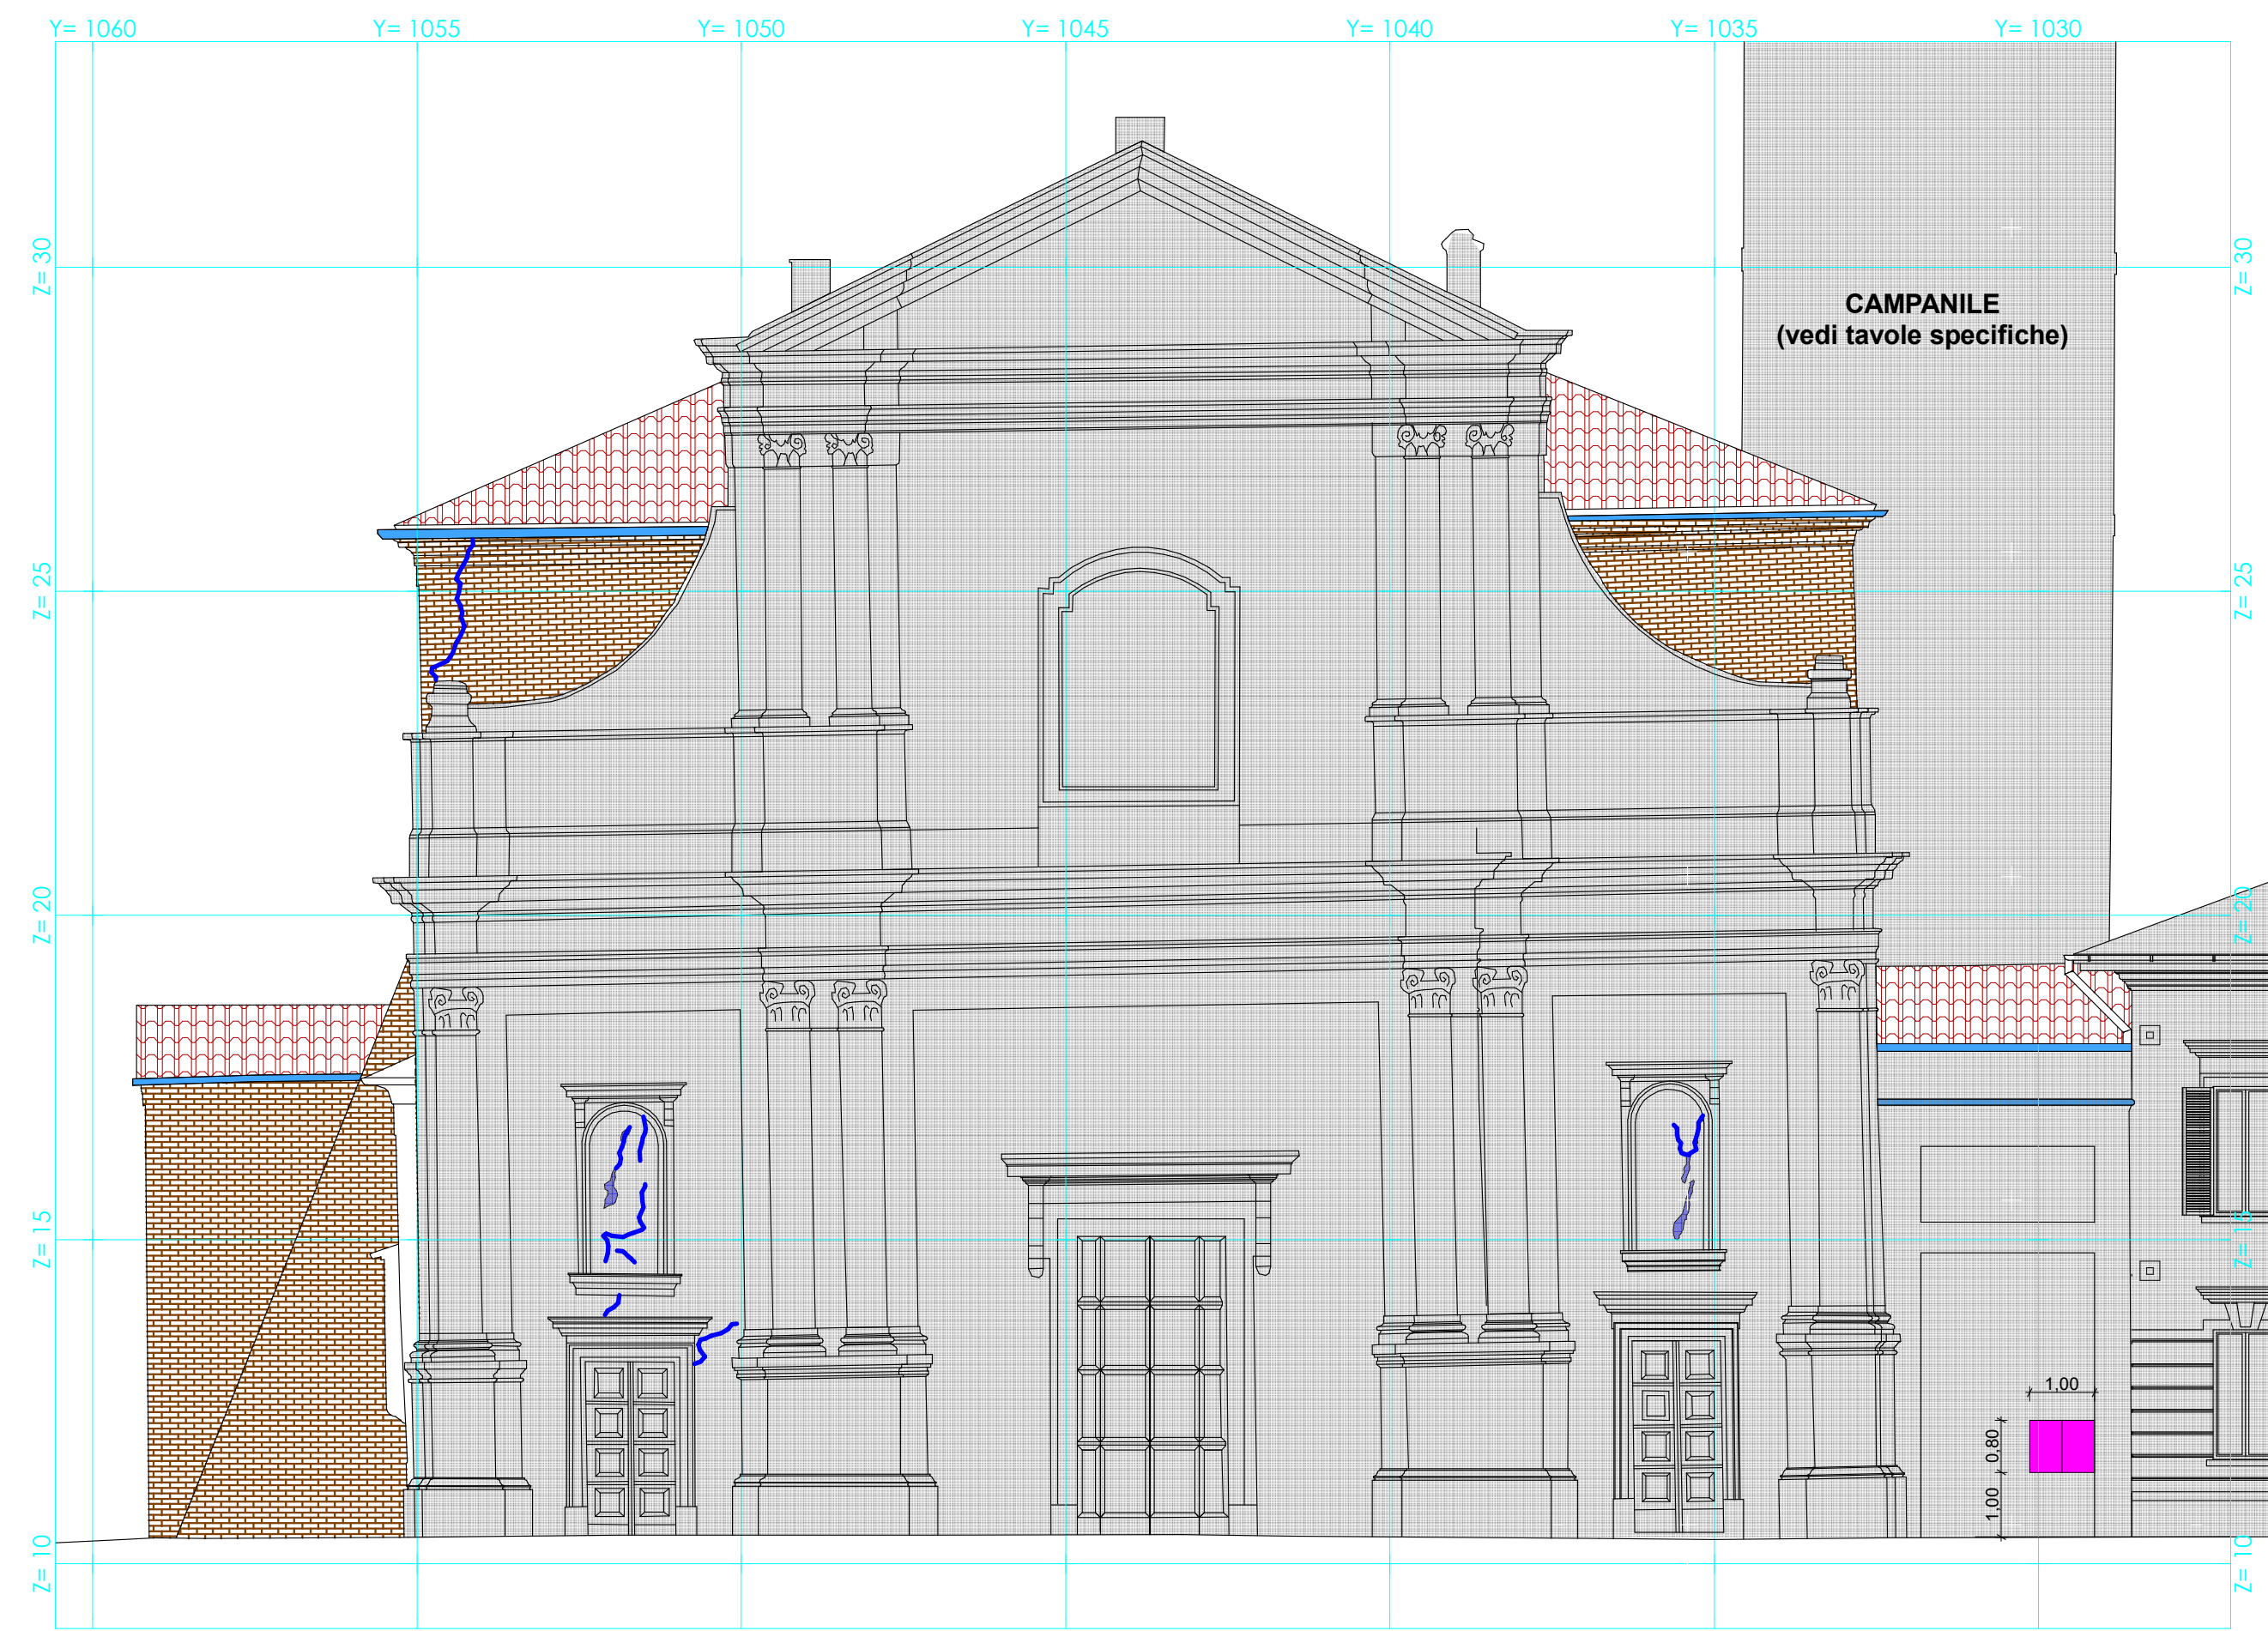 Y= 1060
Y= 1055
Y= 1050
Y= 1045
Y= 1040
Y= 1035
Y= 1030
Z= 30
Z= 30
CAMPANILE
(vedi tavole specifiche)
Z= 25
Z= 25
Z= 20
Z= 20
Z= 15
Z= 15
1,00
0,80
1,00
Z= 10
Z= 10